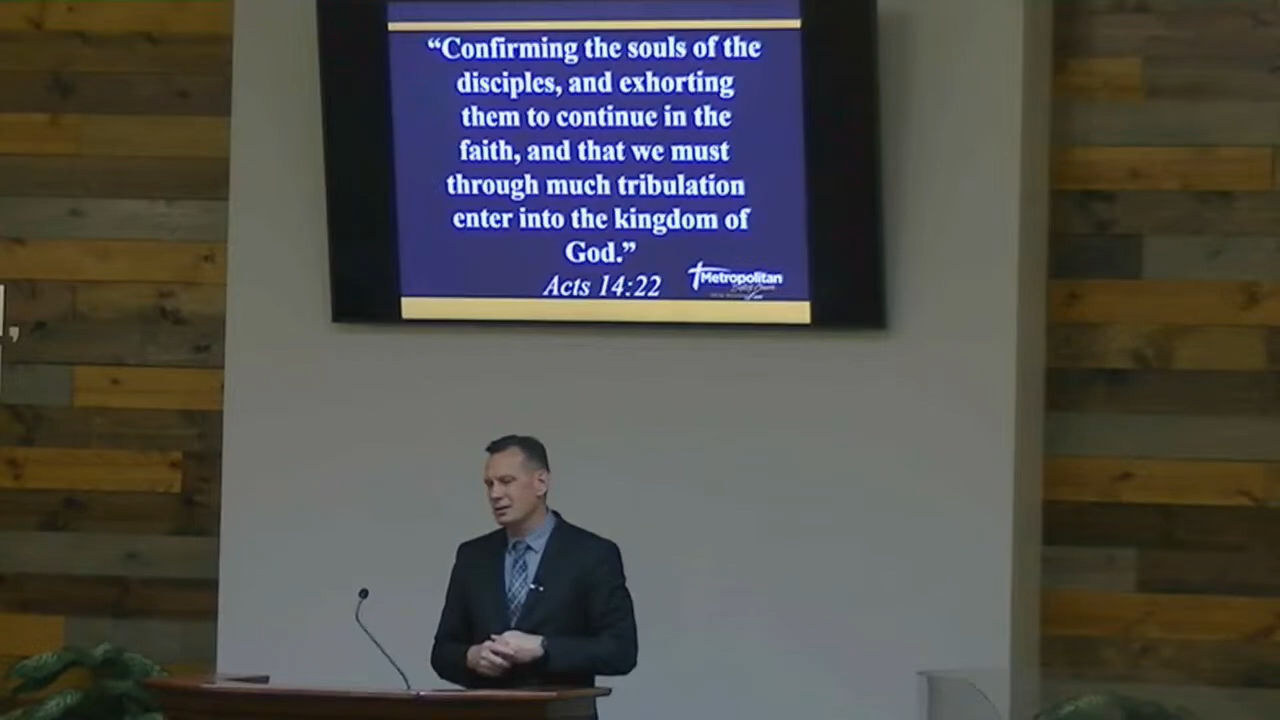 “Confirming the souls of the
disciples, and exhorting
them to continue in the
faith, and that we must
through much tribulation
enter into the kingdom of
God.”
Acts 14:22
Metropolitan